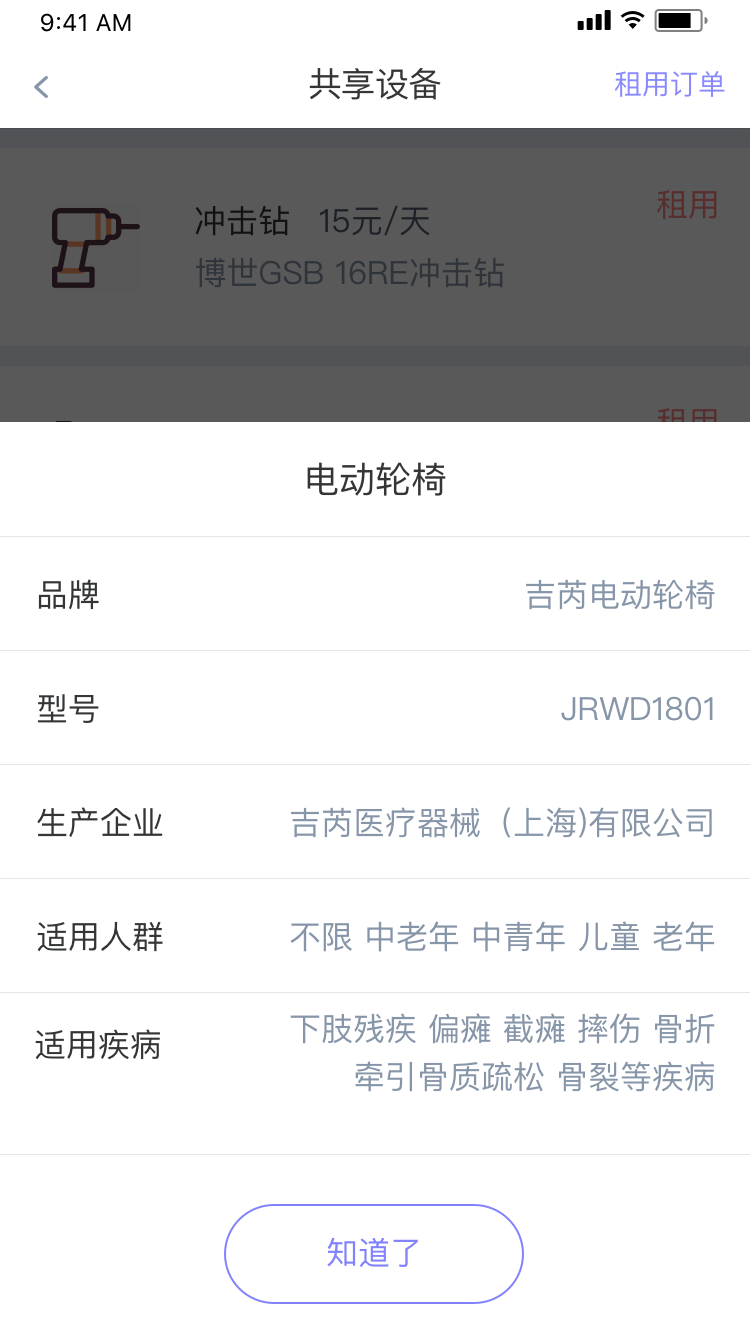 9:41 AM
共享设备
租用订单
冲击钻 15元/天
租用
博世GSB 16RE冲击钻
租用
电动轮椅
品牌 吉芮电动轮椅
型号 JRWD1801
生产企业 吉芮医疗器械（上海)有限公司
适用人群 不限 中老年 中青年 儿童 老年
适用疾病 下肢残疾 偏瘫 截瘫 摔伤 骨折
牵引骨质疏松 骨裂等疾病
知道了